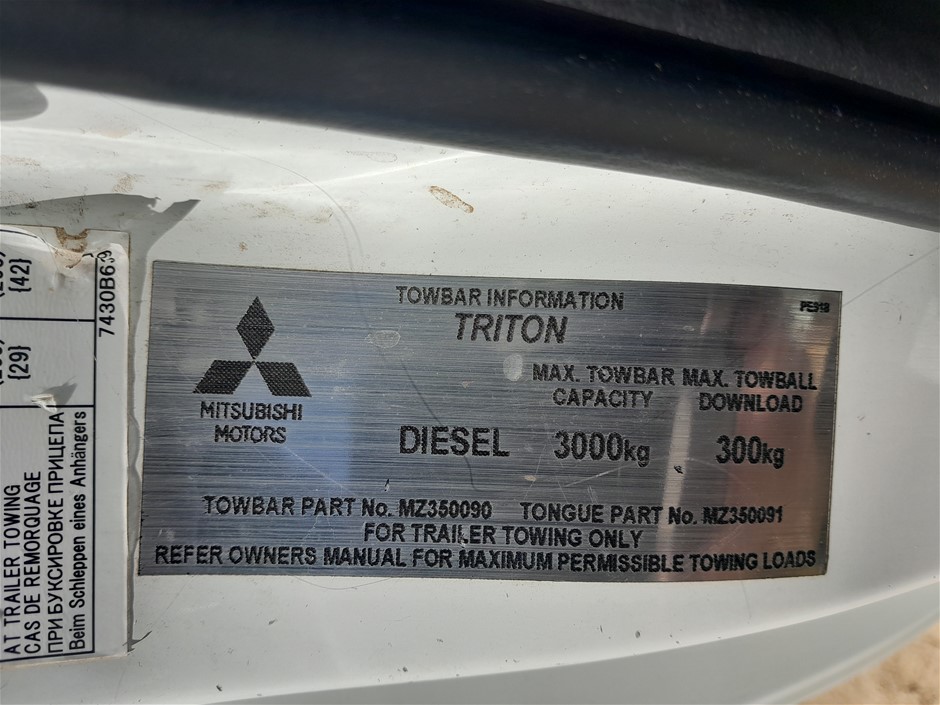 {42}
{29}
7430B639
AT TRAILER TOWING
CAS DE REMORQUAGE
ПРИ БУКСИРОВКЕ ПРИЦЕПА
Beim Schleppen eines Anhängers
TOWBAR INFORMATION
PE518
TRITON
MITSUBISHI
MOTORS
MAX. TOWBAR MAX. TOWBALL
CAPACITY DOWNLOAD
DIESEL 3000kg 300kg
TOWBAR PART No. MZ350090 TONGUE PART No. MZ350091
FOR TRAILER TOWING ONLY
REFER OWNERS MANUAL FOR MAXIMUM PERMISSIBLE TOWING LOADS